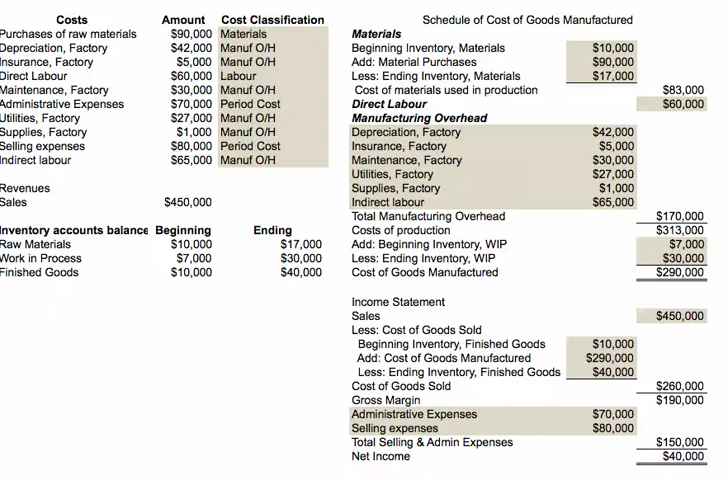 Costs Amount Cost Classification
Purchases of raw materials $90,000 Materials
Depreciation, Factory $42,000 Manuf O/H
Insurance, Factory $5,000 Manuf O/H
Direct Labour $60,000 Labour
Maintenance, Factory $30,000 Manuf O/H
Administrative Expenses $70,000 Period Cost
Utilities, Factory $27,000 Manuf O/H
Supplies, Factory $1,000 Manuf O/H
Selling expenses $80,000 Period Cost
Indirect labour $65,000 Manuf O/H
Revenues
Sales $450,000
Inventory accounts balance Beginning Ending
Raw Materials $10,000 $17,000
Work in Process $7,000 $30,000
Finished Goods $10,000 $40,000
Schedule of Cost of Goods Manufactured
Materials
Beginning Inventory, Materials $10,000
Add: Material Purchases $90,000
Less: Ending Inventory, Materials $17,000
Cost of materials used in production $83,000
Direct Labour $60,000
Manufacturing Overhead
Depreciation, Factory $42,000
Insurance, Factory $5,000
Maintenance, Factory $30,000
Utilities, Factory $27,000
Supplies, Factory $1,000
Indirect labour $65,000
Total Manufacturing Overhead $170,000
Costs of production $313,000
Add: Beginning Inventory, WIP $7,000
Less: Ending Inventory, WIP $30,000
Cost of Goods Manufactured $290,000
Income Statement
Sales $450,000
Less: Cost of Goods Sold
Beginning Inventory, Finished Goods $10,000
Add: Cost of Goods Manufactured $290,000
Less: Ending Inventory, Finished Goods $40,000
Cost of Goods Sold $260,000
Gross Margin $190,000
Administrative Expenses $70,000
Selling expenses $80,000
Total Selling & Admin Expenses $150,000
Net Income $40,000